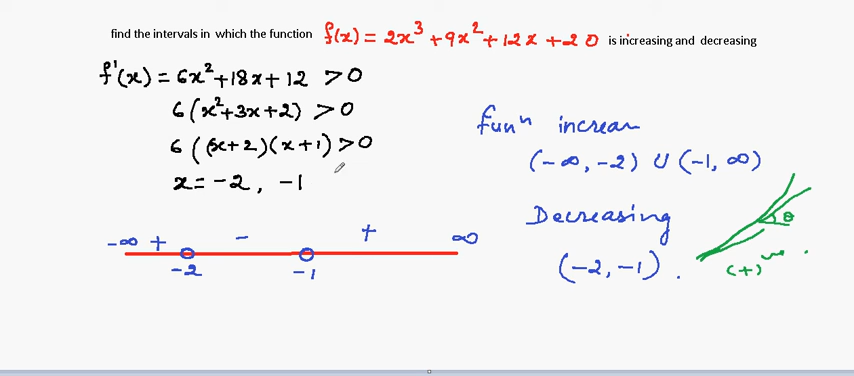 find the intervals in which the function f(x) = 2x³ + 9x² + 12x + 20 is increasing and decreasing
f'(x) = 6x² + 18x + 12 > 0
6(x² + 3x + 2) > 0
6((x+2)(x+1) > 0
x = -2, -1
-∞ + - + ∞
-2 -1
funⁿ increan
(-∞, -2) ∪ (-1, ∞)
Decreasing
(-2, -1).
θ
(+)